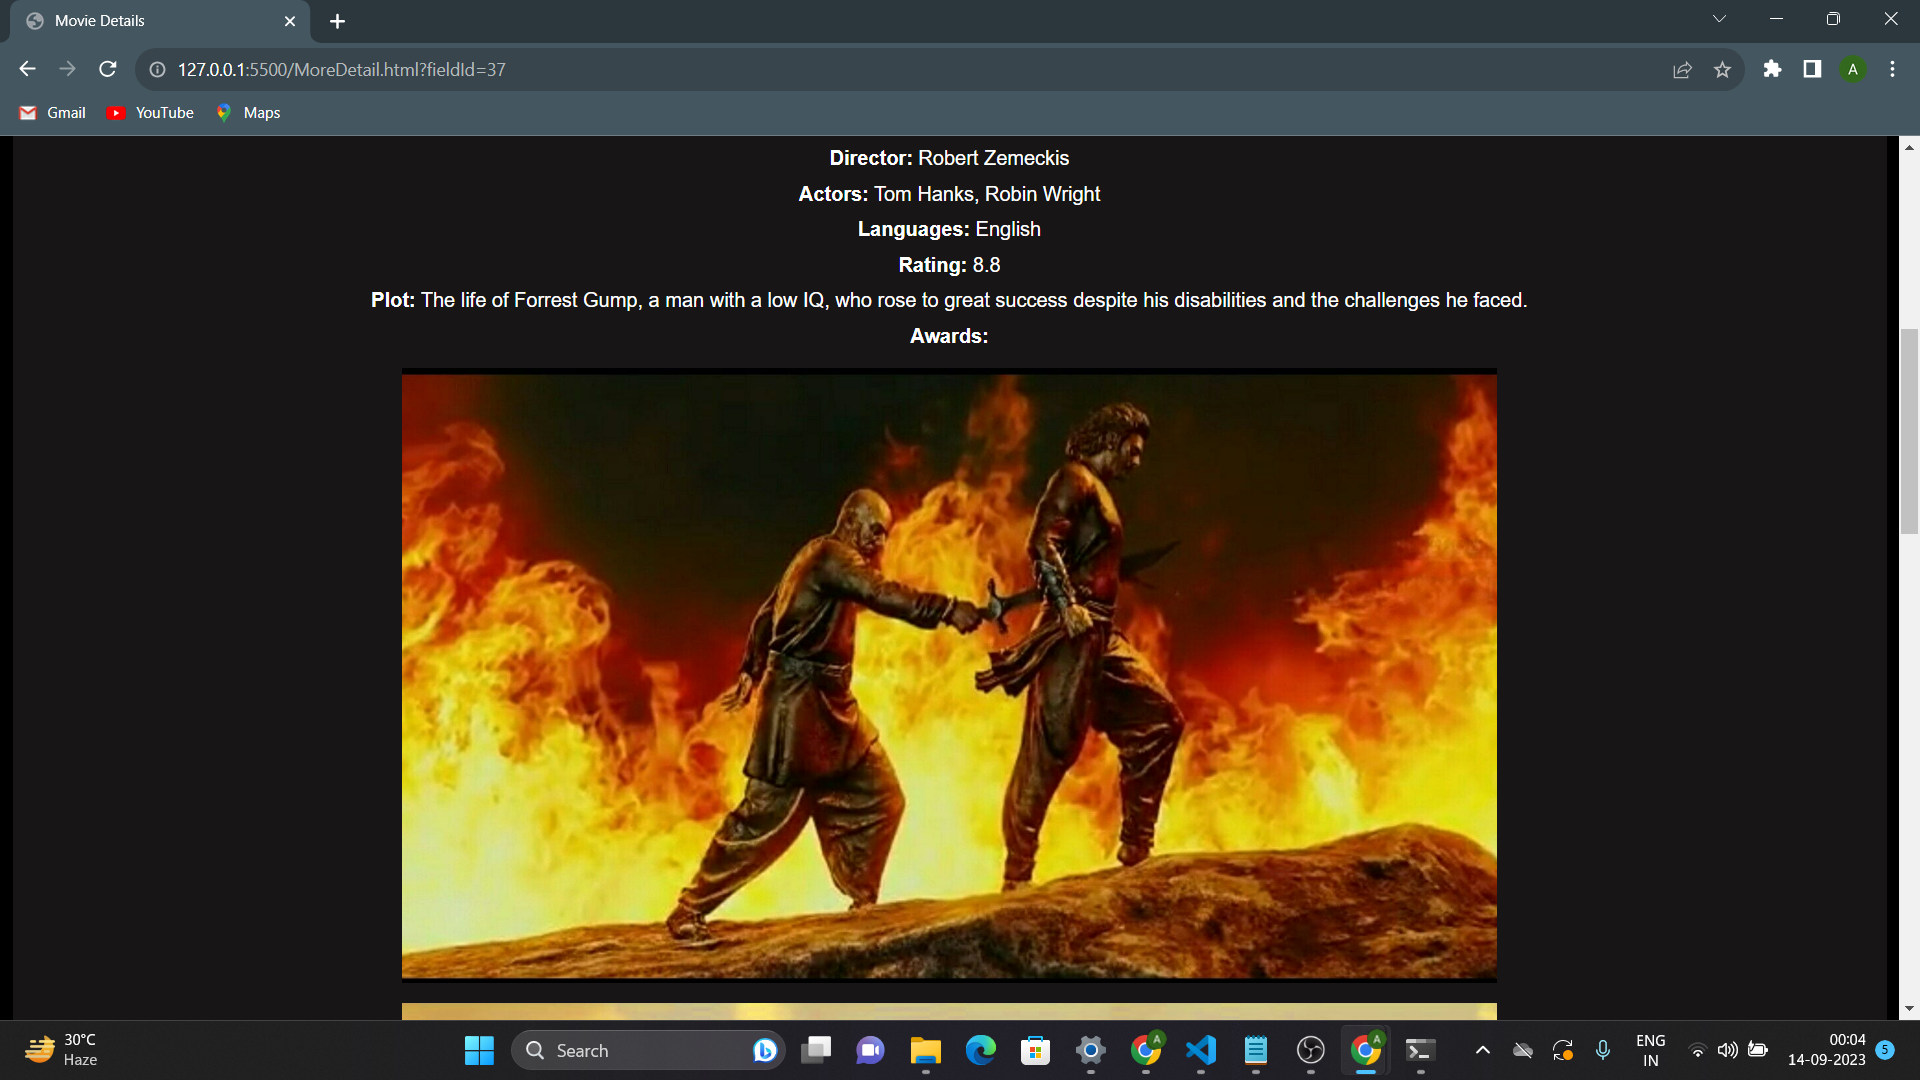 Movie Details
127.0.0.1:5500/MoreDetail.html?fieldId=37
A
Gmail
YouTube
Maps
Director: Robert Zemeckis
Actors: Tom Hanks, Robin Wright
Languages: English
Rating: 8.8
Plot: The life of Forrest Gump, a man with a low IQ, who rose to great success despite his disabilities and the challenges he faced.
Awards:
30°C
Haze
Search
A
A
ENG
IN
00:04
14-09-2023
5